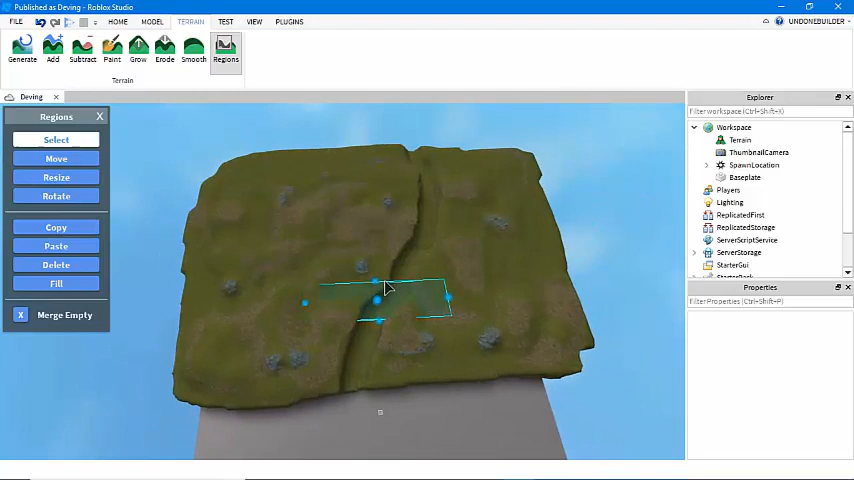 Published as Deving - Roblox Studio
FILE HOME MODEL TERRAIN TEST VIEW PLUGINS UNDONEBUILDER
Generate Add Subtract Paint Grow Erode Smooth Regions
Terrain
Deving x
Regions X
Select
Move
Resize
Rotate
Copy
Paste
Delete
Fill
X Merge Empty
Explorer
Filter workspace (Ctrl+Shift+X)
Workspace
Terrain
ThumbnailCamera
SpawnLocation
Baseplate
Players
Lighting
ReplicatedFirst
ReplicatedStorage
ServerScriptService
ServerStorage
StarterGui
StarterPack
Properties
Filter Properties (Ctrl+Shift+P)